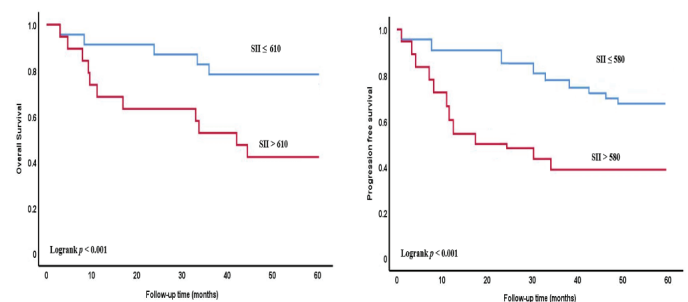 1.0
0.8
0.6
0.4
0.2
0
Overall Survival
SII ≤ 610
SII > 610
Logrank p < 0.001
0 10 20 30 40 50 60
Follow-up time (months)
1.0
0.8
0.6
0.4
0.2
0
Progression free survival
SII ≤ 580
SII > 580
Logrank p < 0.001
0 10 20 30 40 50 60
Follow-up time (months)